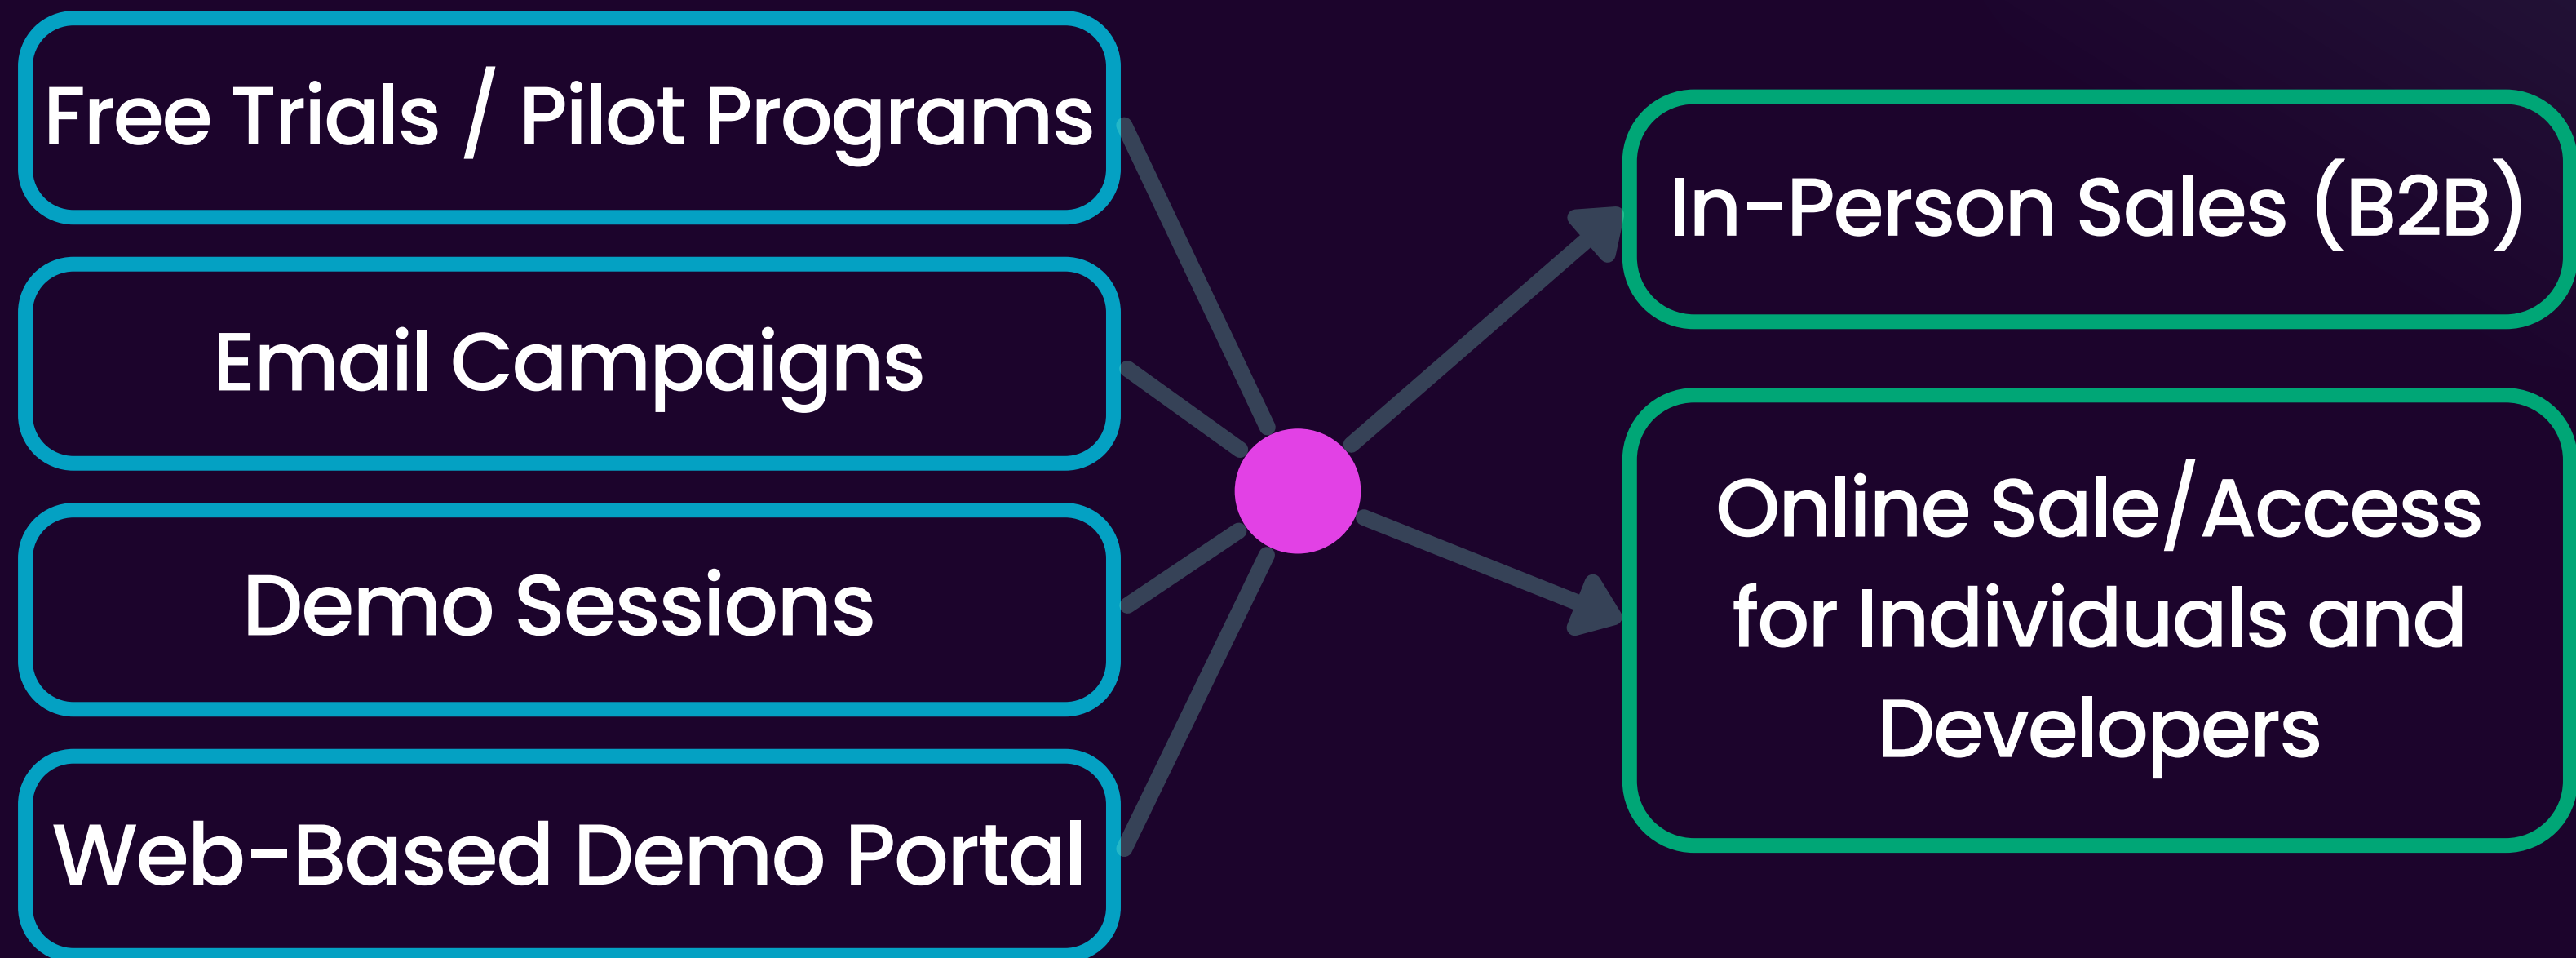 Free Trials / Pilot Programs
Email Campaigns
Demo Sessions
Web-Based Demo Portal
In-Person Sales (B2B)
Online Sale/Access
for Individuals and
Developers